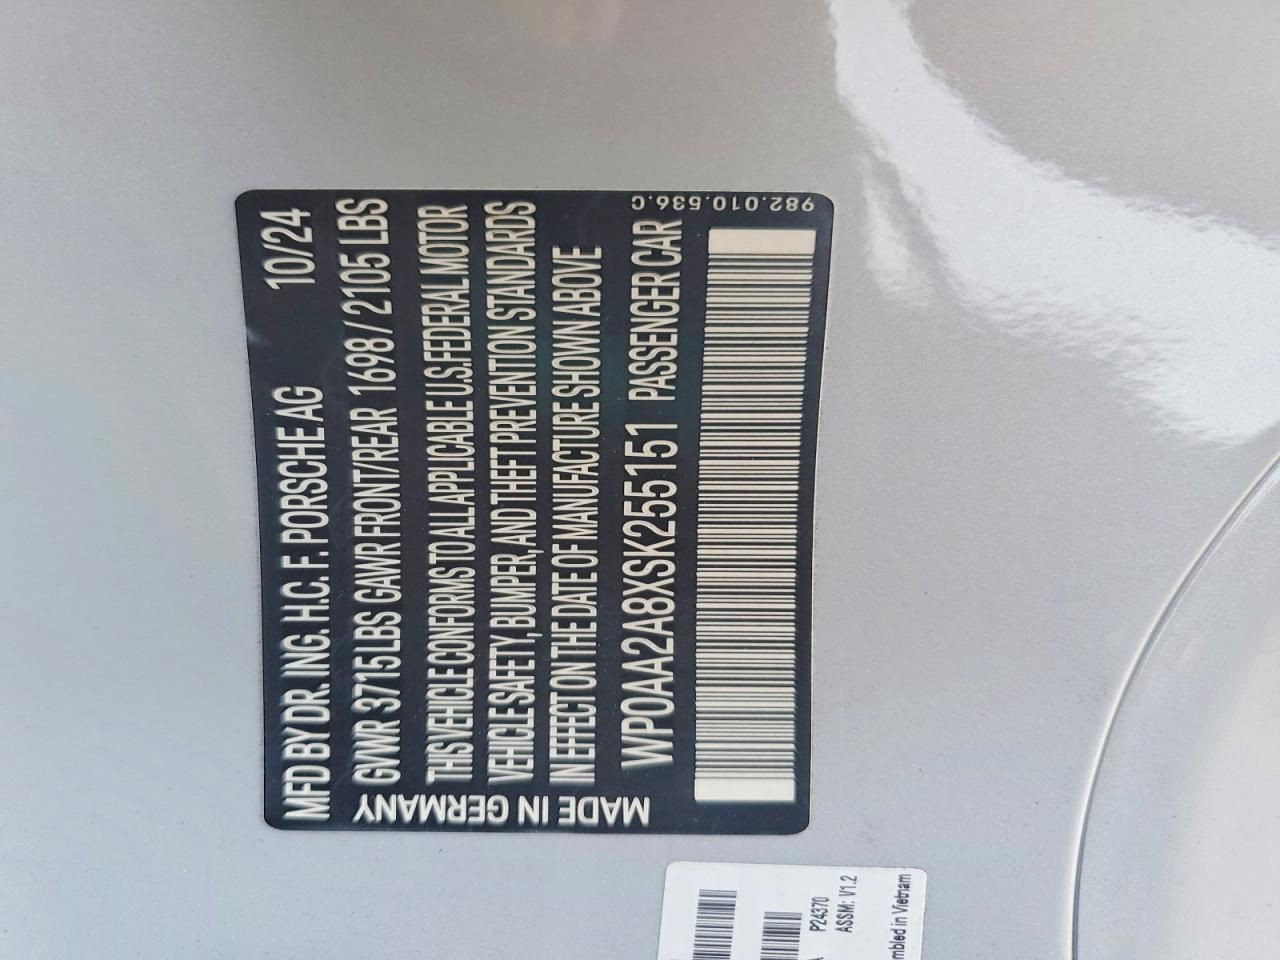 MFD BY DR. ING. H.C. F. PORSCHE AG 10/24
GVWR 3715 LBS GAWR FRONT/REAR 1698 / 2105 LBS
THIS VEHICLE CONFORMS TO ALL APPLICABLE U.S. FEDERAL MOTOR
VEHICLE SAFETY, BUMPER, AND THEFT PREVENTION STANDARDS
IN EFFECT ON THE DATE OF MANUFACTURE SHOWN ABOVE
WP0AA2A8XSK255151 PASSENGER CAR
MADE IN GERMANY
982.010.536.C
P24370
ASSM: V1.2
in Vietnam